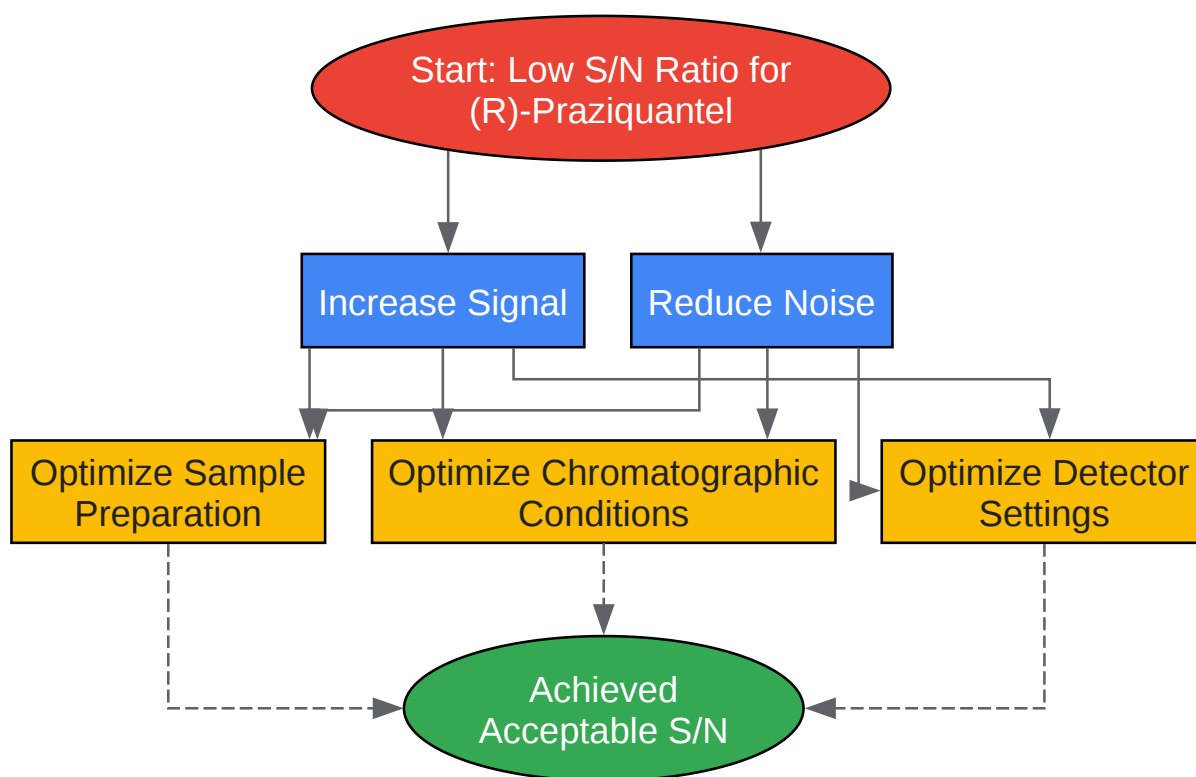 Start: Low S/N Ratio for
(R)-Praziquantel
Increase Signal
Reduce Noise
Optimize Sample
Preparation
Optimize Chromatographic
Conditions
Optimize Detector
Settings
Achieved
Acceptable S/N